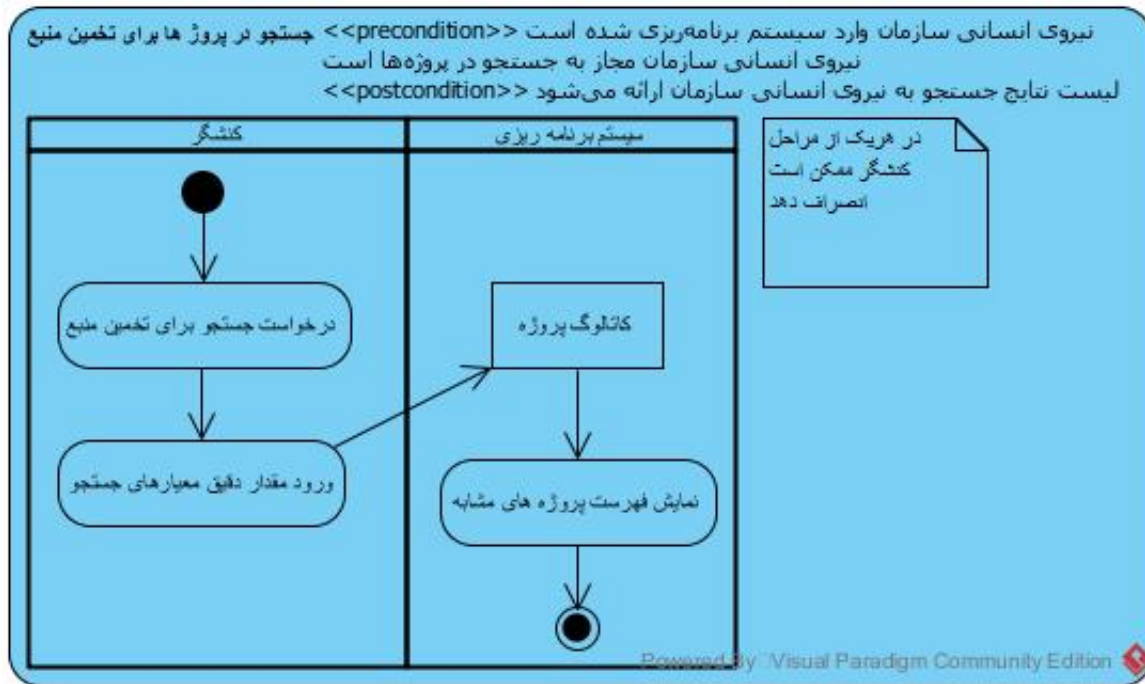 جستجو در پروژ ها برای تخمین منبع <<precondition>> نیروی انسانی سازمان وارد سیستم برنامه‌ریزی شده است
نیروی انسانی سازمان مجاز به جستجو در پروژه‌ها است
<<postcondition>> لیست نتایج جستجو به نیروی انسانی سازمان ارائه می‌شود
کنشگر
سیستم برنامه ریزی
در هریک از مراحل
کنشگر ممکن است
انصراف دهد
درخواست جستجو برای تخمین منبع
کاتالوگ پروژه
ورود مقدار دقیق معیارهای جستجو
نمایش فهرست پروژه های مشابه
Powered By Visual Paradigm Community Edition